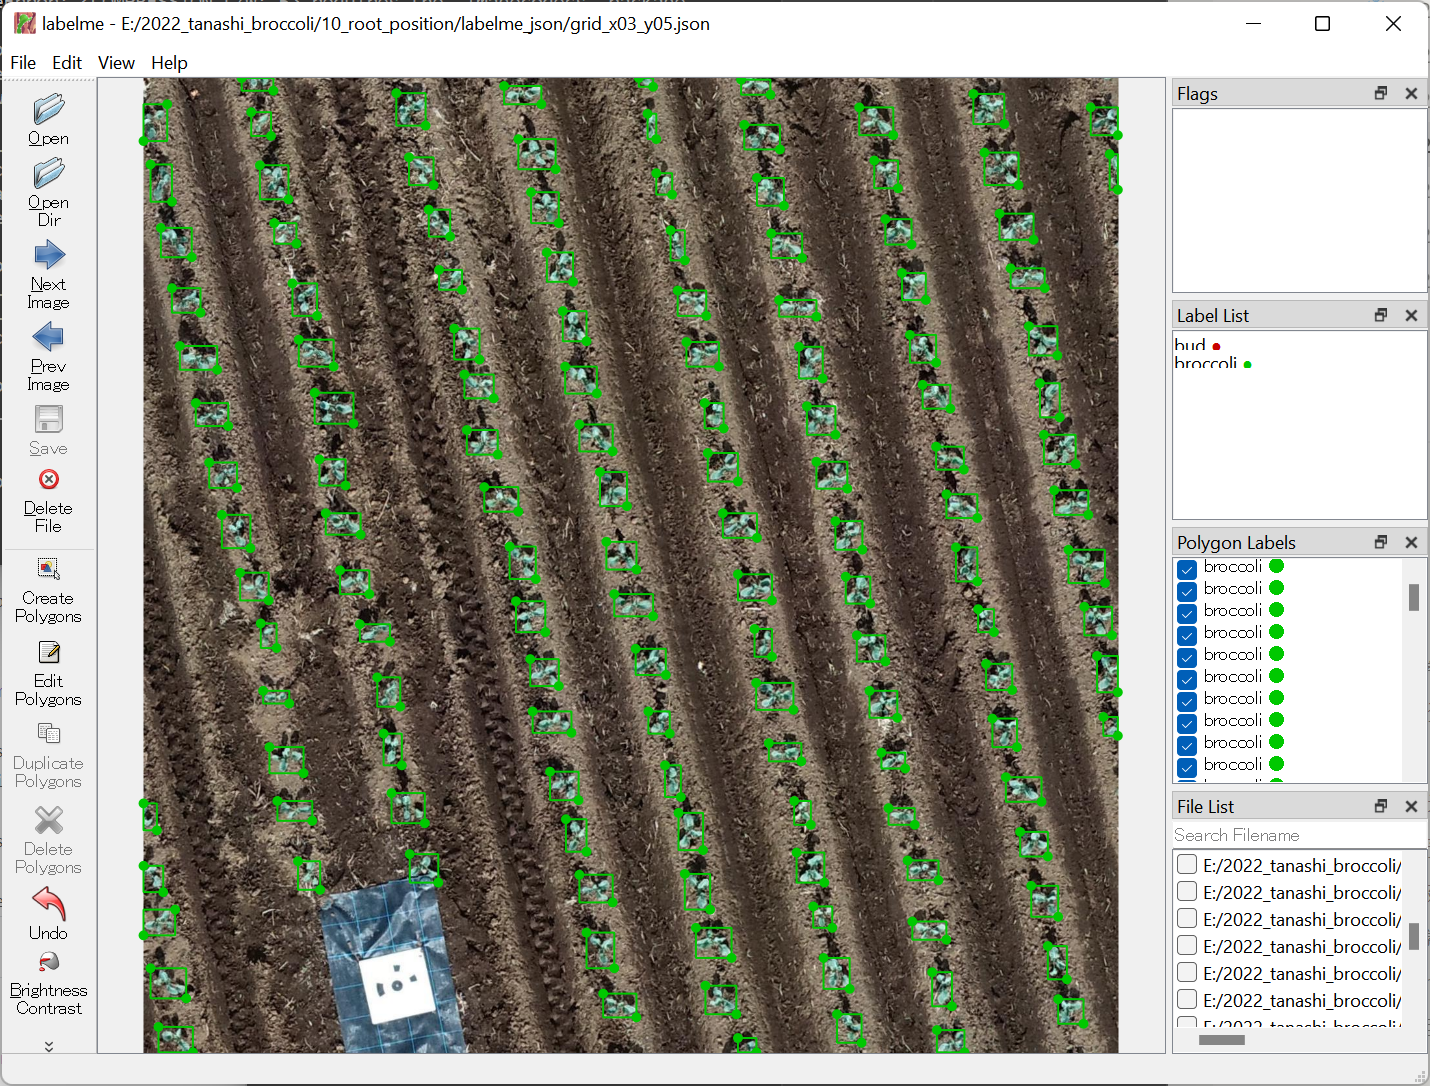 labelme - E:/2022_tanashi_broccoli/10_root_position/labelme_json/grid_x03_y05.json
File Edit View Help
Open
Open
Dir
Next
Image
Prev
Image
Save
Delete
File
Create
Polygons
Edit
Polygons
Duplicate
Polygons
Delete
Polygons
Undo
Brightness
Contrast
Flags
Label List
bud
broccoli
Polygon Labels
broccoli
broccoli
broccoli
broccoli
broccoli
broccoli
broccoli
broccoli
broccoli
broccoli
File List
Search Filename
E:/2022_tanashi_broccoli/
E:/2022_tanashi_broccoli/
E:/2022_tanashi_broccoli/
E:/2022_tanashi_broccoli/
E:/2022_tanashi_broccoli/
E:/2022_tanashi_broccoli/
E:/2022_tanashi_broccoli/